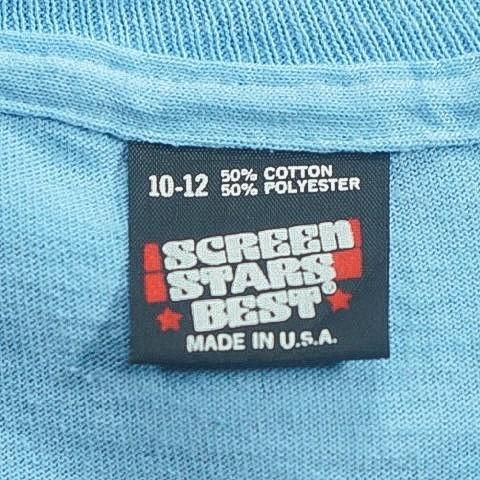 10-12 50% COTTON
50% POLYESTER
SCREEN
STARS
BEST®
MADE IN U.S.A.